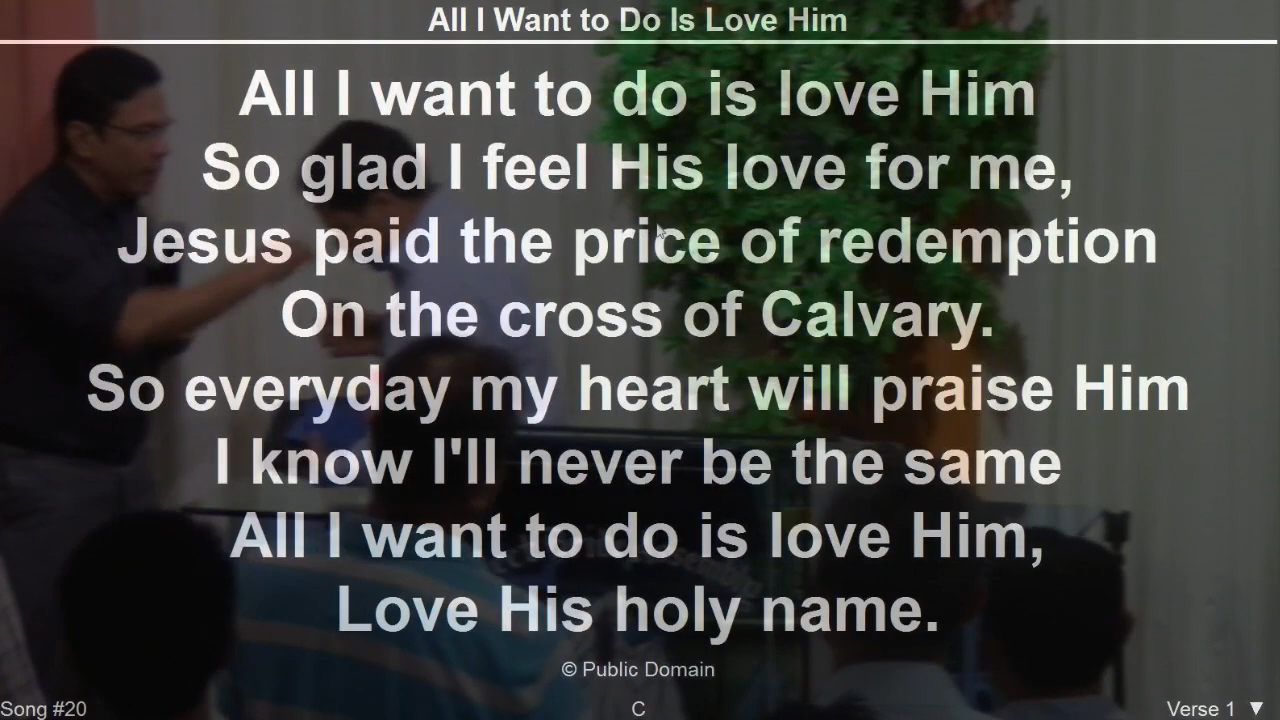 All I Want to Do Is Love Him
All I want to do is love Him
So glad I feel His love for me,
Jesus paid the price of redemption
On the cross of Calvary.
So everyday my heart will praise Him
I know I'll never be the same
All I want to do is love Him,
Love His holy name.
© Public Domain
Song #20 C Verse 1 ▼